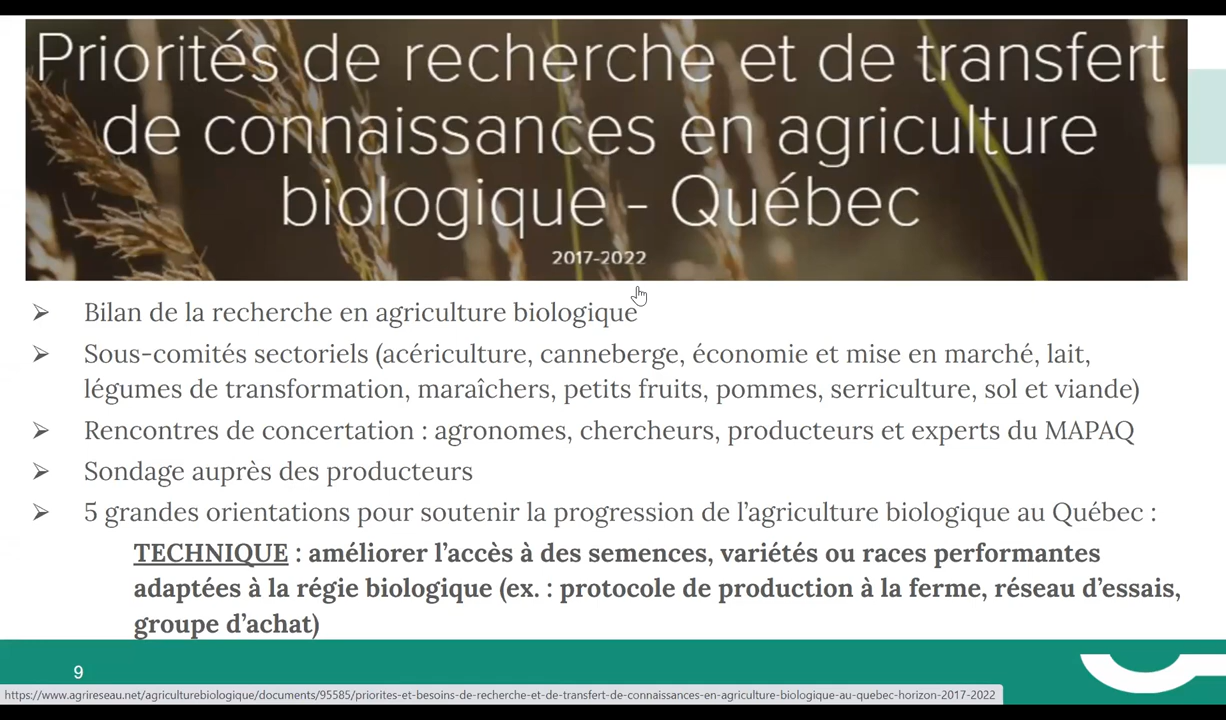 Priorités de recherche et de transfert
de connaissances en agriculture
biologique - Québec
2017-2022
➢ Bilan de la recherche en agriculture biologique
➢ Sous-comités sectoriels (acériculture, canneberge, économie et mise en marché, lait,
légumes de transformation, maraîchers, petits fruits, pommes, serriculture, sol et viande)
➢ Rencontres de concertation : agronomes, chercheurs, producteurs et experts du MAPAQ
➢ Sondage auprès des producteurs
➢ 5 grandes orientations pour soutenir la progression de l’agriculture biologique au Québec :
TECHNIQUE : améliorer l’accès à des semences, variétés ou races performantes
adaptées à la régie biologique (ex. : protocole de production à la ferme, réseau d’essais,
groupe d’achat)
9
https://www.agrireseau.net/agriculturebiologique/documents/95585/priorites-et-besoins-de-recherche-et-de-transfert-de-connaissances-en-agriculture-biologique-au-quebec-horizon-2017-2022